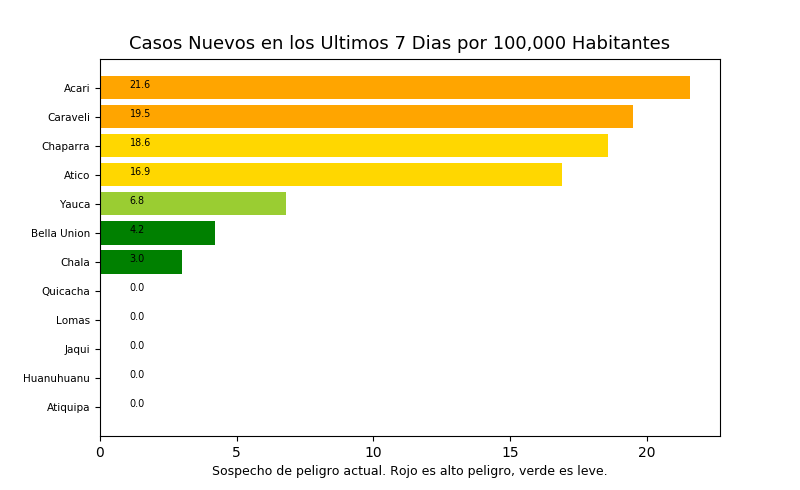 Casos Nuevos en los Ultimos 7 Dias por 100,000 Habitantes
Acari 21.6
Caraveli 19.5
Chaparra 18.6
Atico 16.9
Yauca 6.8
Bella Union 4.2
Chala 3.0
Quicacha 0.0
Lomas 0.0
Jaqui 0.0
Huanuhuanu 0.0
Atiquipa 0.0
0 5 10 15 20
Sospecho de peligro actual. Rojo es alto peligro, verde es leve.